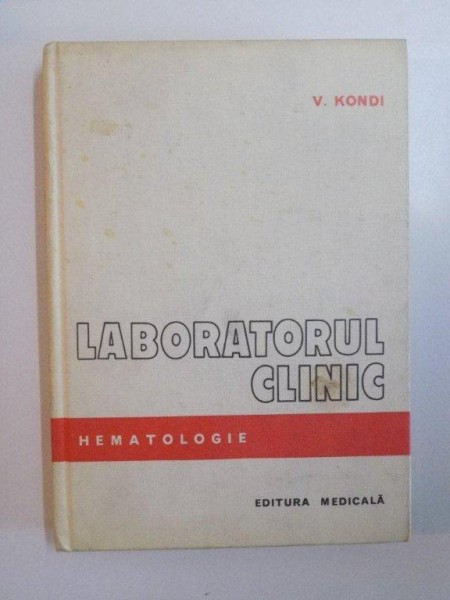 V. KONDI
LABORATORUL
CLINIC
HEMATOLOGIE
EDITURA MEDICALĂ